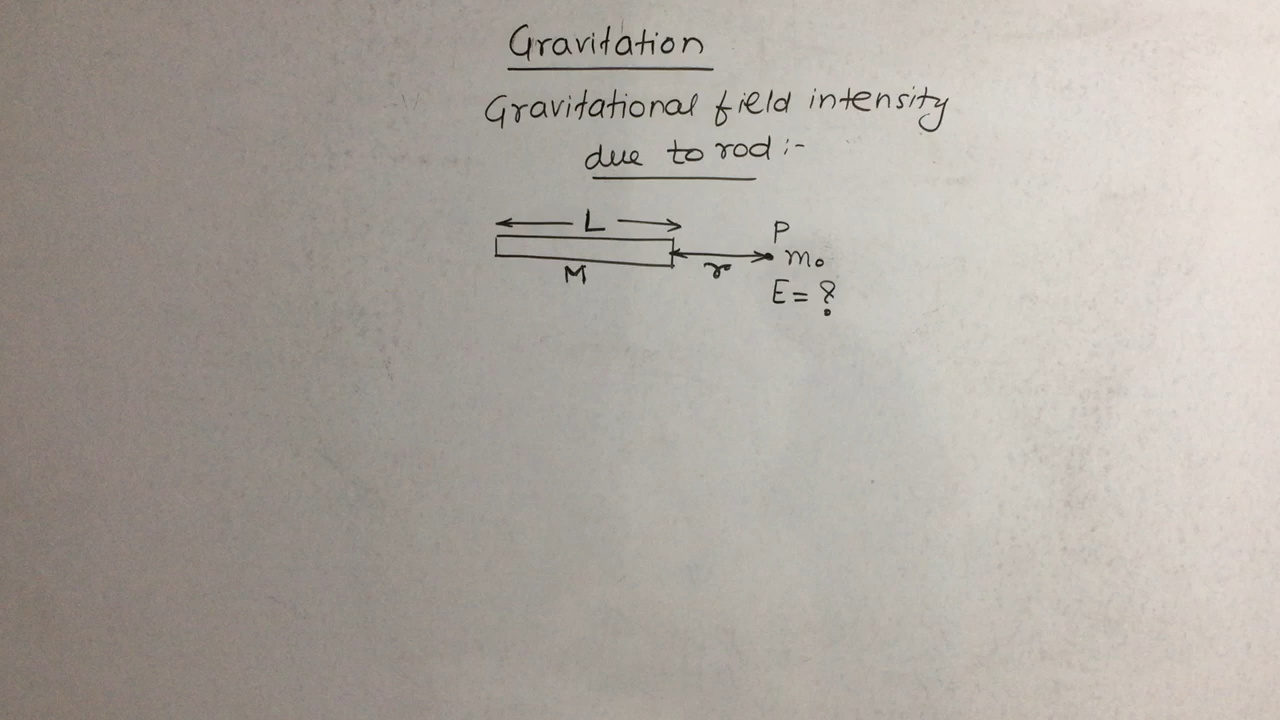 Gravitation
Gravitational field intensity
due to rod :-
L
P
M
r
m₀
E = ?